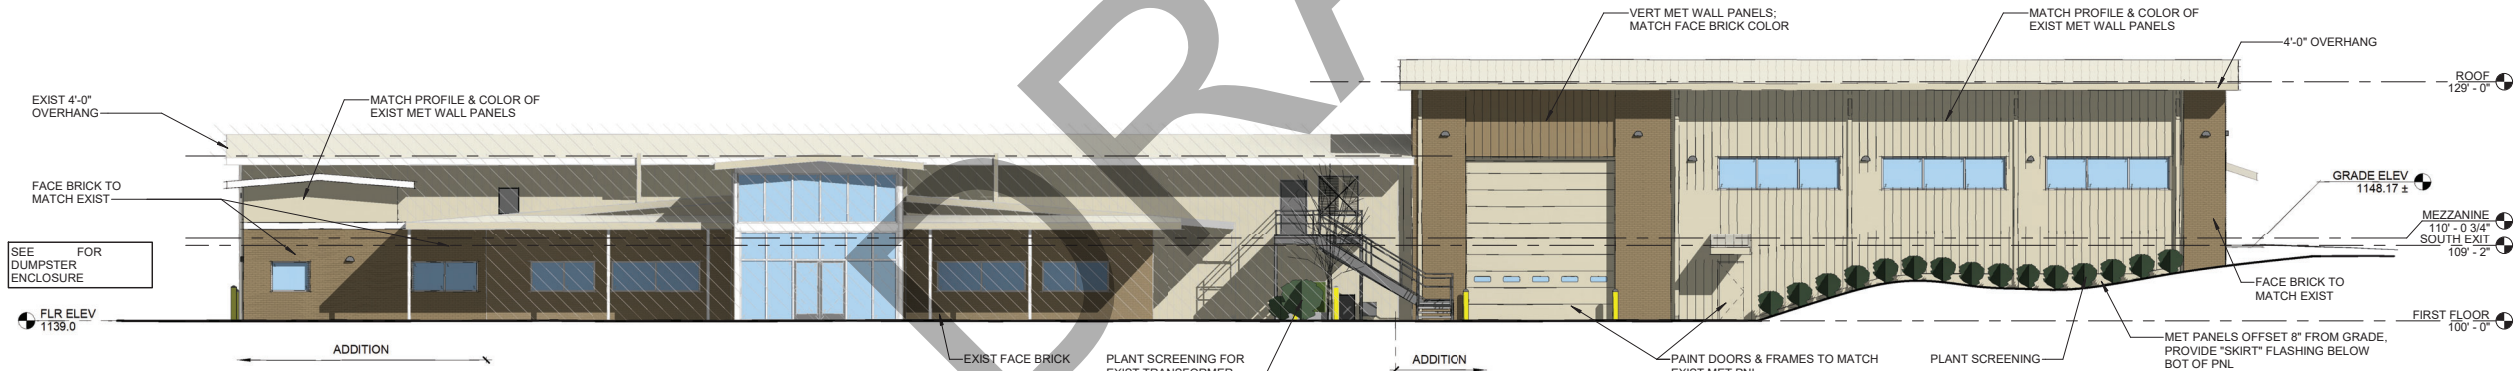 VERT MET WALL PANELS;
MATCH FACE BRICK COLOR
MATCH PROFILE & COLOR OF
EXIST MET WALL PANELS
4'-0" OVERHANG
ROOF
129' - 0"
EXIST 4'-0"
OVERHANG
MATCH PROFILE & COLOR OF
EXIST MET WALL PANELS
FACE BRICK TO
MATCH EXIST
GRADE ELEV
1148.17 ±
MEZZANINE
110' - 0 3/4"
SOUTH EXIT
109' - 2"
SEE FOR
DUMPSTER
ENCLOSURE
FACE BRICK TO
MATCH EXIST
FLR ELEV
1139.0
FIRST FLOOR
100' - 0"
ADDITION
EXIST FACE BRICK
PLANT SCREENING FOR
EXIST TRANSFORMER
ADDITION
PAINT DOORS & FRAMES TO MATCH
EXIST MET PNL
PLANT SCREENING
MET PANELS OFFSET 8" FROM GRADE,
PROVIDE "SKIRT" FLASHING BELOW
BOT OF PNL